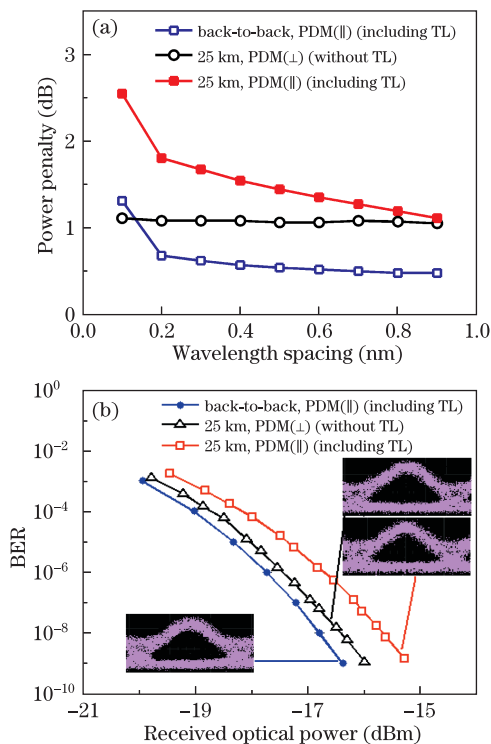 (a)
back-to-back, PDM(||) (including TL)
25 km, PDM(⊥) (without TL)
25 km, PDM(||) (including TL)
3
2
1
0
Power penalty (dB)
0.0
0.2
0.4
0.6
0.8
1.0
Wavelength spacing (nm)
(b)
back-to-back, PDM(||) (including TL)
25 km, PDM(⊥) (without TL)
25 km, PDM(||) (including TL)
10^0
10^−2
10^−4
10^−6
10^−8
10^−10
BER
−21
−19
−17
−15
Received optical power (dBm)